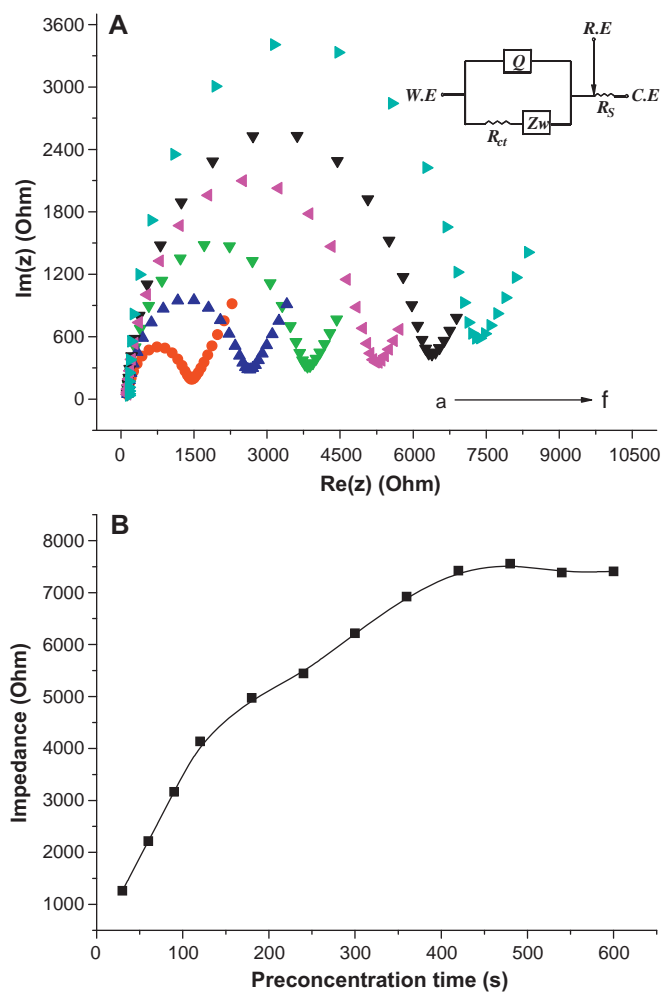 A
R.E
Q
W.E
C.E
R_S
R_ct
Zw
3600
3000
2400
1800
1200
600
0
Im(z) (Ohm)
a
f
0 1500 3000 4500 6000 7500 9000 10500
Re(z) (Ohm)
B
8000
7000
6000
5000
4000
3000
2000
1000
Impedance (Ohm)
0 100 200 300 400 500 600
Preconcentration time (s)